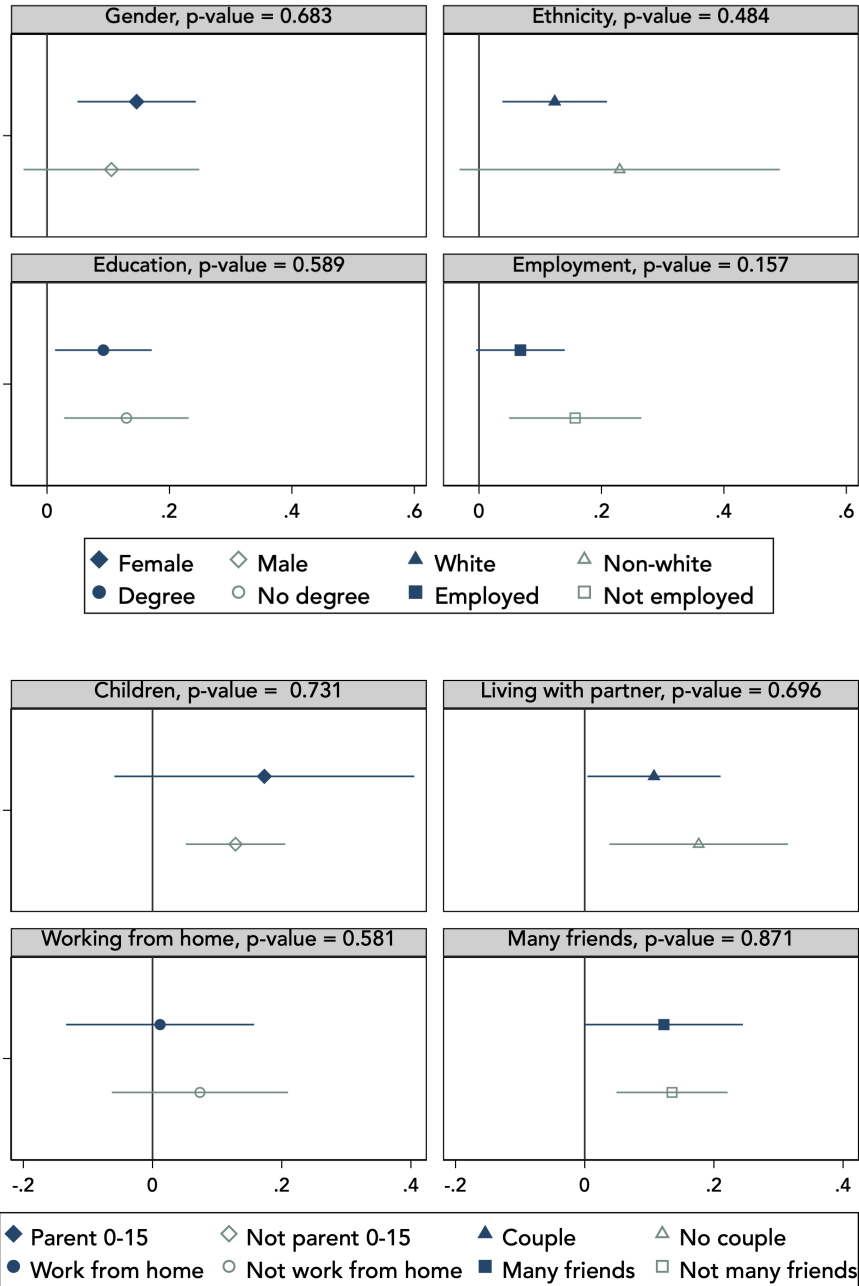 Gender, p-value = 0.683
Ethnicity, p-value = 0.484
Education, p-value = 0.589
Employment, p-value = 0.157
0 .2 .4 .6
0 .2 .4 .6
Female Male White Non-white
Degree No degree Employed Not employed
Children, p-value =  0.731
Living with partner, p-value = 0.696
Working from home, p-value = 0.581
Many friends, p-value = 0.871
-.2 0 .2 .4
-.2 0 .2 .4
Parent 0-15 Not parent 0-15 Couple No couple
Work from home Not work from home Many friends Not many friends